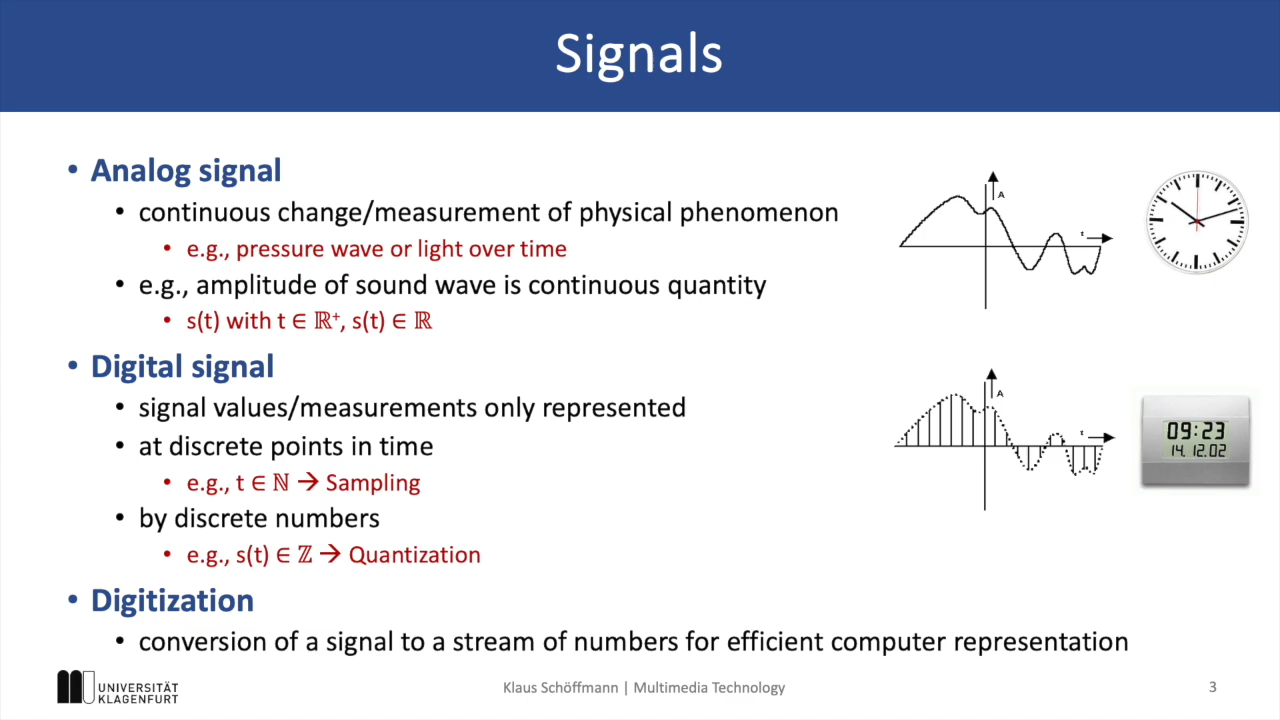 Signals
• Analog signal
• continuous change/measurement of physical phenomenon
• e.g., pressure wave or light over time
• e.g., amplitude of sound wave is continuous quantity
• s(t) with t ∈ ℝ⁺, s(t) ∈ ℝ
A
t
• Digital signal
• signal values/measurements only represented
• at discrete points in time
• e.g., t ∈ ℕ → Sampling
• by discrete numbers
• e.g., s(t) ∈ ℤ → Quantization
A
t
09:23
14.12.02
• Digitization
• conversion of a signal to a stream of numbers for efficient computer representation
UNIVERSITÄT
KLAGENFURT
Klaus Schöffmann | Multimedia Technology
3